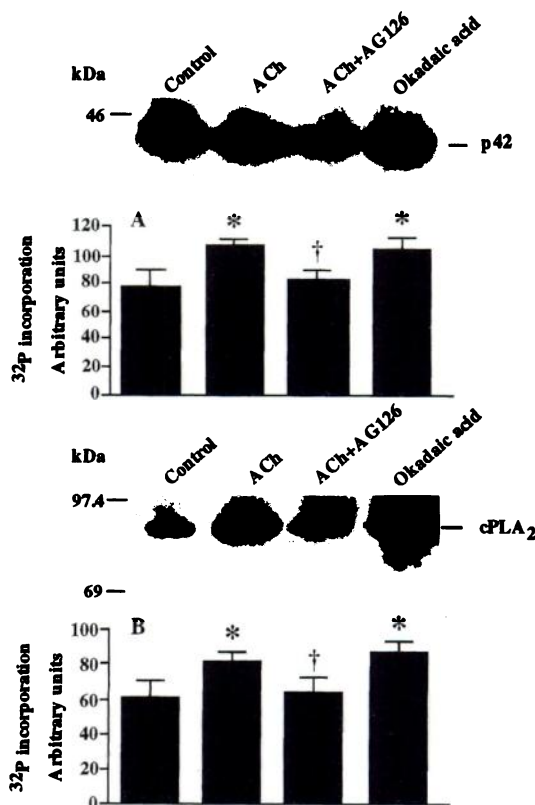 kDa
Control ACh ACh+AG126 Okadaic acid
46
p42
A
* † *
120
100
80
60
40
20
0
32P incorporation
Arbitrary units
kDa
Control ACh ACh+AG126 Okadaic acid
97.4
cPLA2
69
B
* † *
100
80
60
40
20
0
32P incorporation
Arbitrary units